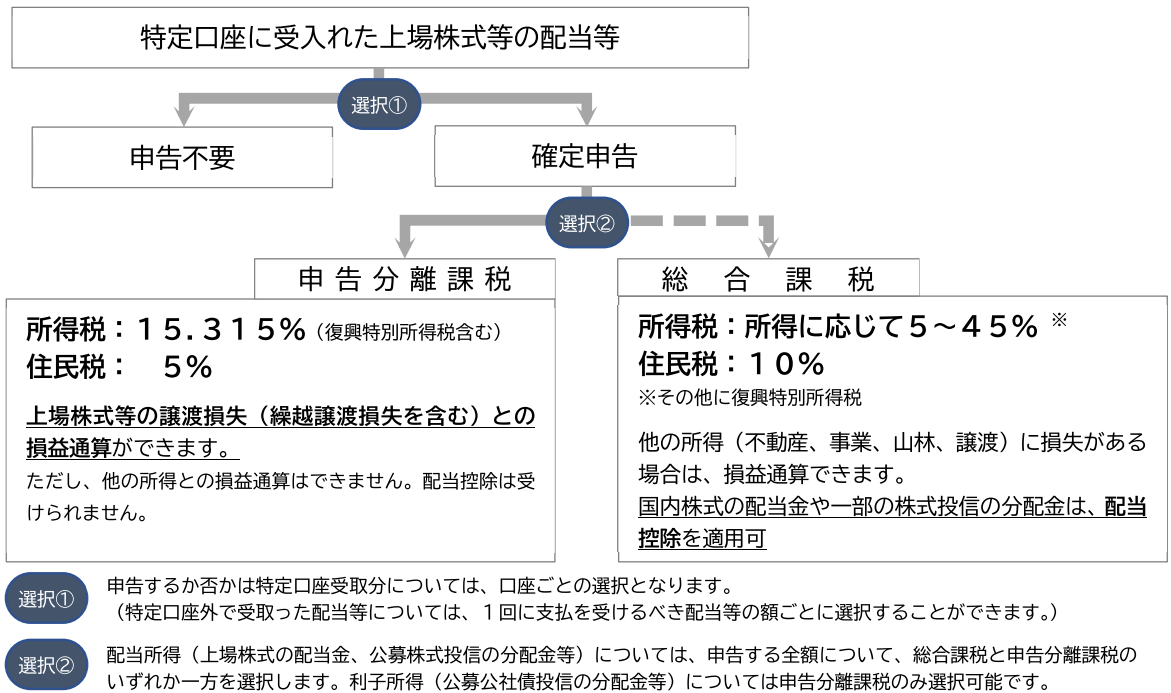 特定口座に受入れた上場株式等の配当等
選択①
申告不要
確定申告
選択②
申告分離課税
所得税：１５.３１５％（復興特別所得税含む）
住民税：　５％
上場株式等の譲渡損失（繰越譲渡損失を含む）との
損益通算ができます。
ただし、他の所得との損益通算はできません。配当控除は受
けられません。
総合課税
所得税：所得に応じて５～４５％ ※
住民税：１０％
※その他に復興特別所得税
他の所得（不動産、事業、山林、譲渡）に損失がある
場合は、損益通算できます。
国内株式の配当金や一部の株式投信の分配金は、配当
控除を適用可
選択①
申告するか否かは特定口座受取分については、口座ごとの選択となります。
（特定口座外で受取った配当等については、１回に支払を受けるべき配当等の額ごとに選択することができます。）
選択②
配当所得（上場株式の配当金、公募株式投信の分配金等）については、申告する全額について、総合課税と申告分離課税の
いずれか一方を選択します。利子所得（公募公社債投信の分配金等）については申告分離課税のみ選択可能です。